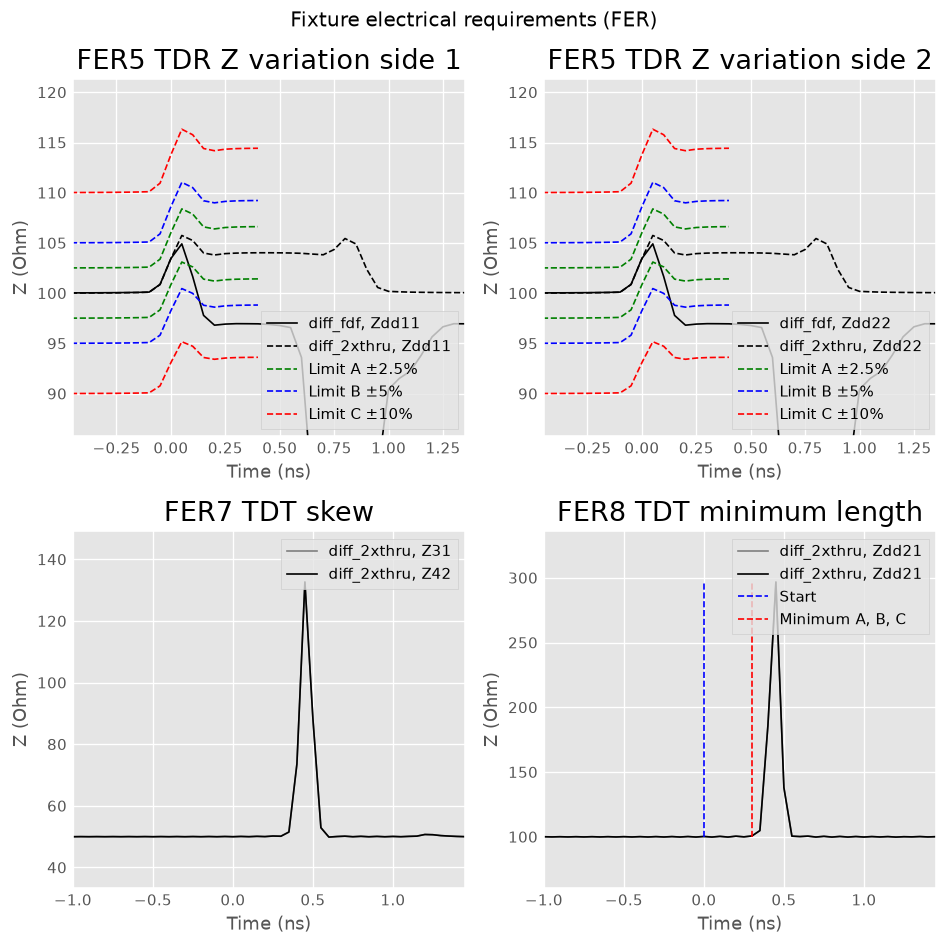 Fixture electrical requirements (FER)
FER5 TDR Z variation side 1
120
115
110
105
100
95
90
Z (Ohm)
diff_fdf, Zdd11
diff_2xthru, Zdd11
Limit A ±2.5%
Limit B ±5%
Limit C ±10%
−0.25 0.00 0.25 0.50 0.75 1.00 1.25
Time (ns)
FER5 TDR Z variation side 2
120
115
110
105
100
95
90
Z (Ohm)
diff_fdf, Zdd22
diff_2xthru, Zdd22
Limit A ±2.5%
Limit B ±5%
Limit C ±10%
−0.25 0.00 0.25 0.50 0.75 1.00 1.25
Time (ns)
FER7 TDT skew
140
120
100
80
60
40
Z (Ohm)
diff_2xthru, Z31
diff_2xthru, Z42
−1.0 −0.5 0.0 0.5 1.0
Time (ns)
FER8 TDT minimum length
300
250
200
150
100
Z (Ohm)
diff_2xthru, Zdd21
diff_2xthru, Zdd21
Start
Minimum A, B, C
−1.0 −0.5 0.0 0.5 1.0
Time (ns)